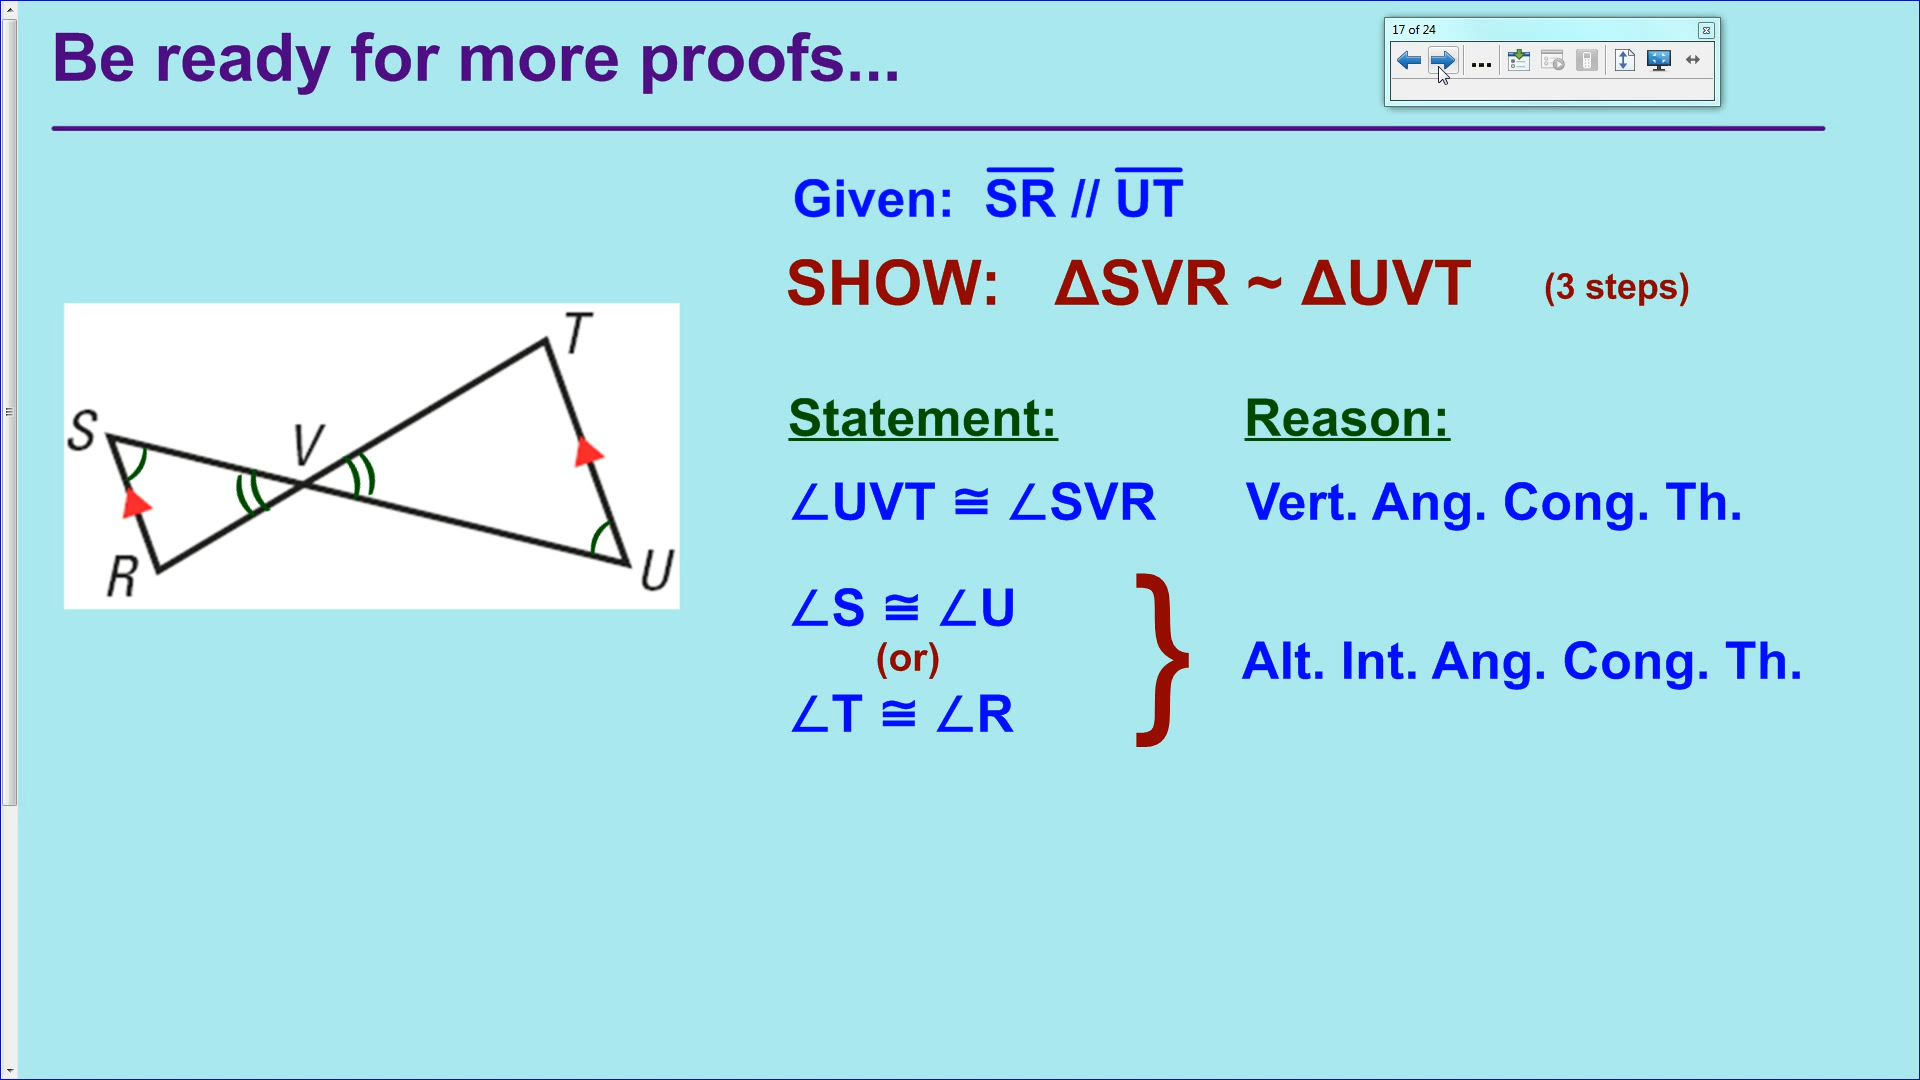 Be ready for more proofs...
17 of 24
Given: SR // UT
SHOW: ΔSVR ~ ΔUVT (3 steps)
T
S
V
R
U
Statement: Reason:
∠UVT ≅ ∠SVR Vert. Ang. Cong. Th.
∠S ≅ ∠U
(or)
} Alt. Int. Ang. Cong. Th.
∠T ≅ ∠R